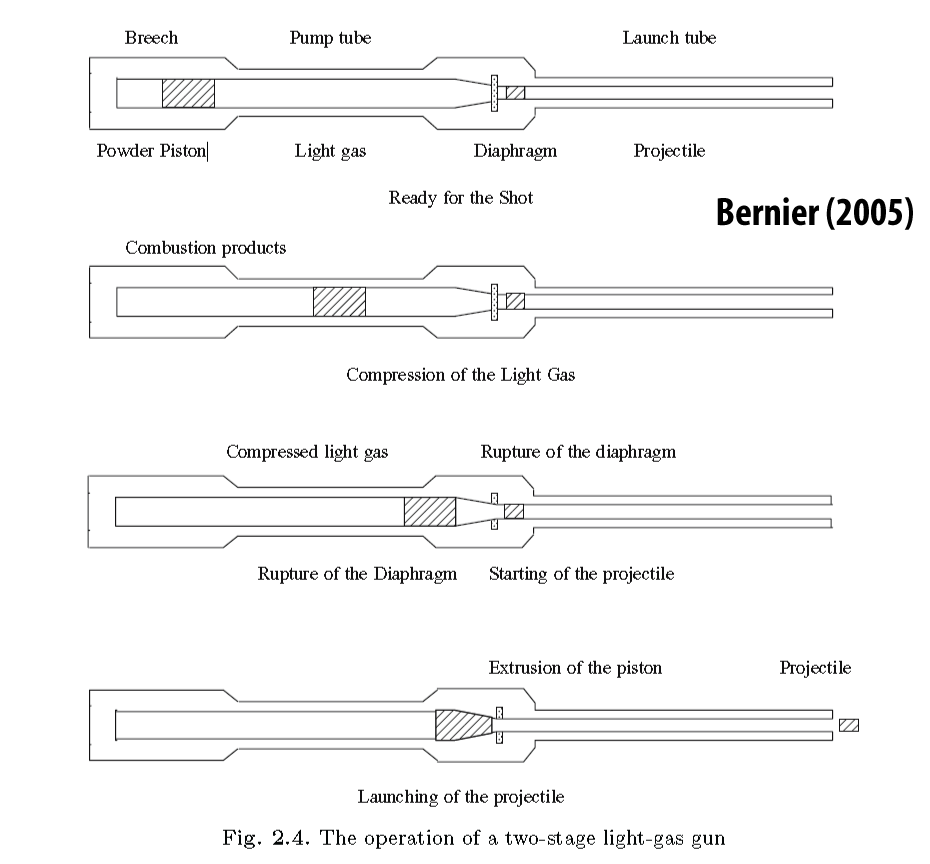 Breech Pump tube Launch tube
Powder Piston Light gas Diaphragm Projectile
Ready for the Shot
Bernier (2005)
Combustion products
Compression of the Light Gas
Compressed light gas Rupture of the diaphragm
Rupture of the Diaphragm Starting of the projectile
Extrusion of the piston Projectile
Launching of the projectile
Fig. 2.4. The operation of a two-stage light-gas gun